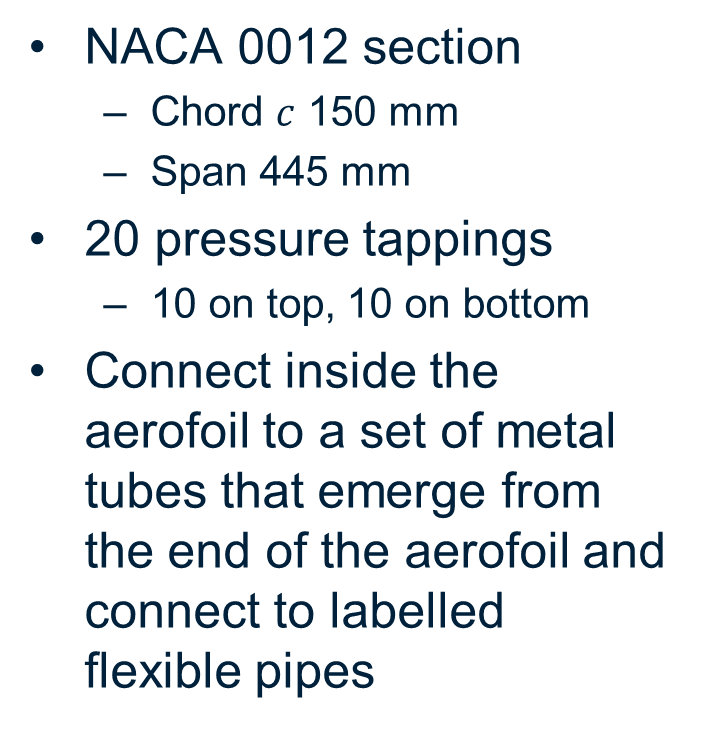 • NACA 0012 section
– Chord c 150 mm
– Span 445 mm
• 20 pressure tappings
– 10 on top, 10 on bottom
• Connect inside the
aerofoil to a set of metal
tubes that emerge from
the end of the aerofoil and
connect to labelled
flexible pipes